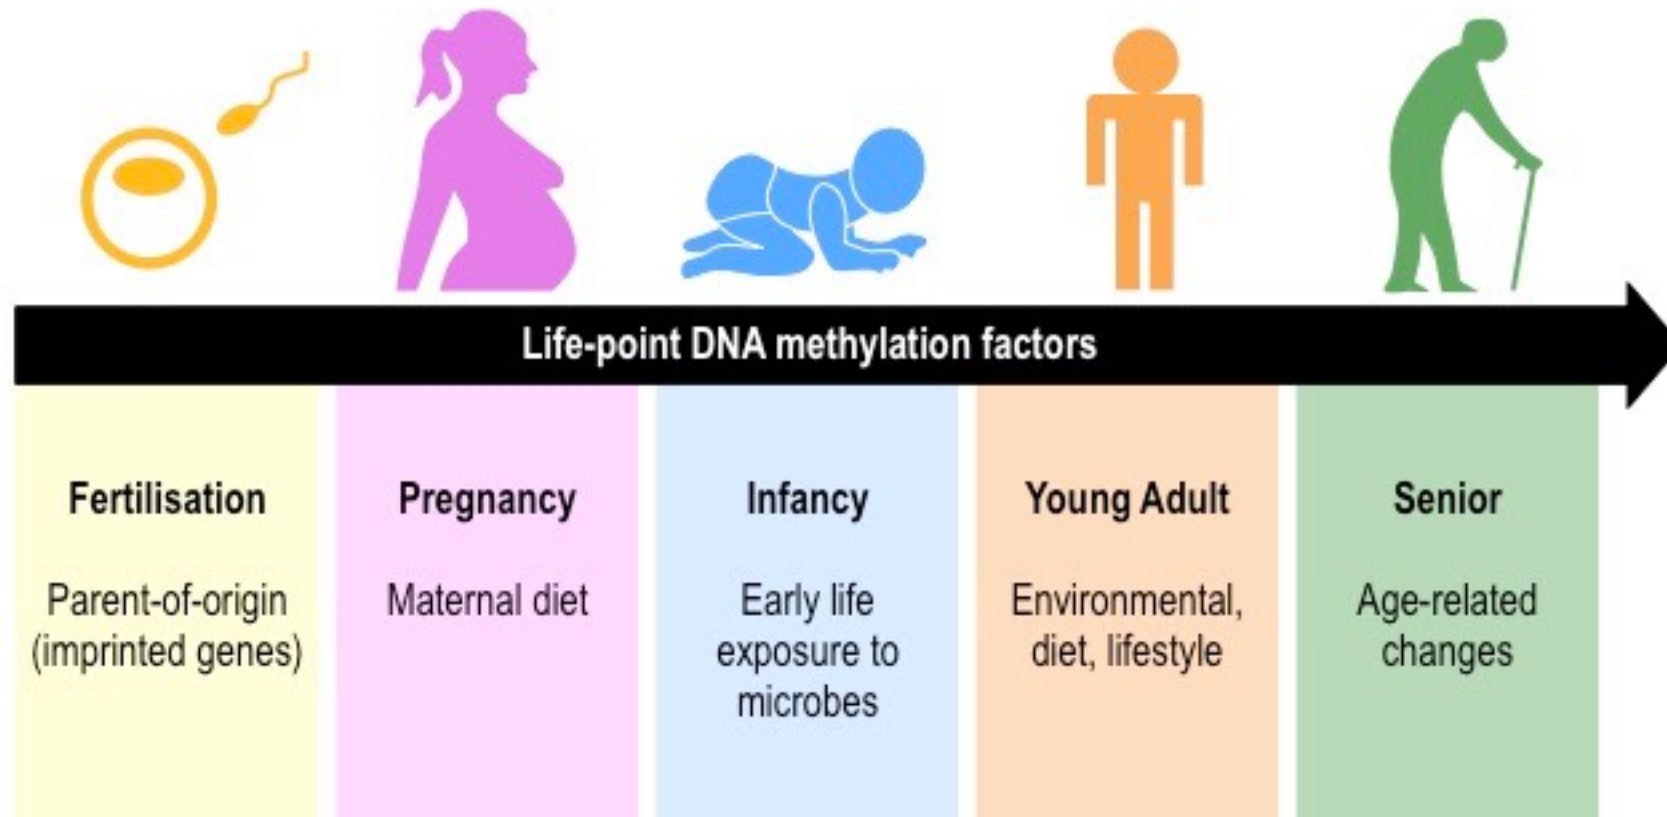 Life-point DNA methylation factors
Fertilisation
Parent-of-origin
(imprinted genes)
Pregnancy
Maternal diet
Infancy
Early life
exposure to
microbes
Young Adult
Environmental,
diet, lifestyle
Senior
Age-related
changes